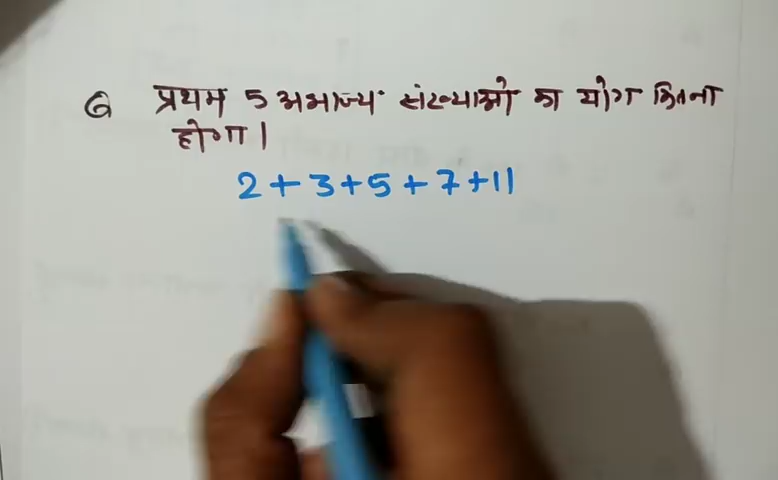 Q प्रथम 5 अभाज्य संख्याओ का योग कितना
होगा।
2+3+5+7+11